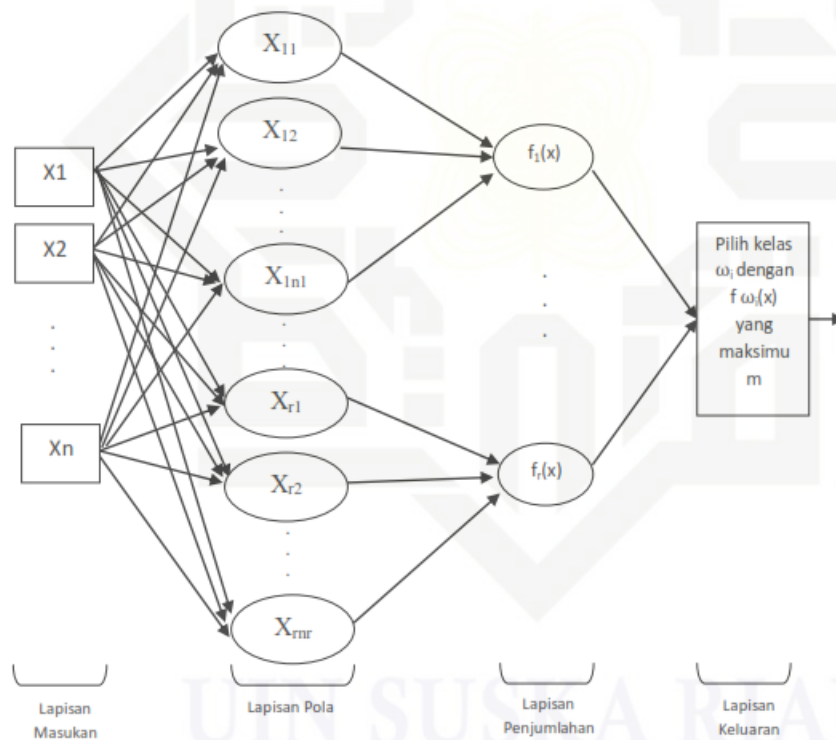 X11
X12
X1
X2
X1n1
Xn
Xr1
Xr2
Xrnr
f1(x)
fr(x)
Pilih kelas
ωi dengan
f ωi(x)
yang
maksimu
m
Lapisan
Masukan
Lapisan Pola
Lapisan
Penjumlahan
Lapisan
Keluaran
UIN SUSKA RIA